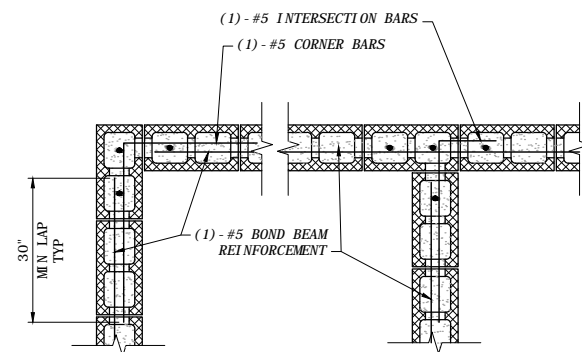 (1)-#5 INTERSECTION BARS
(1)-#5 CORNER BARS
(1)-#5 BOND BEAM
REINFORCEMENT
30"
MIN LAP
TYP